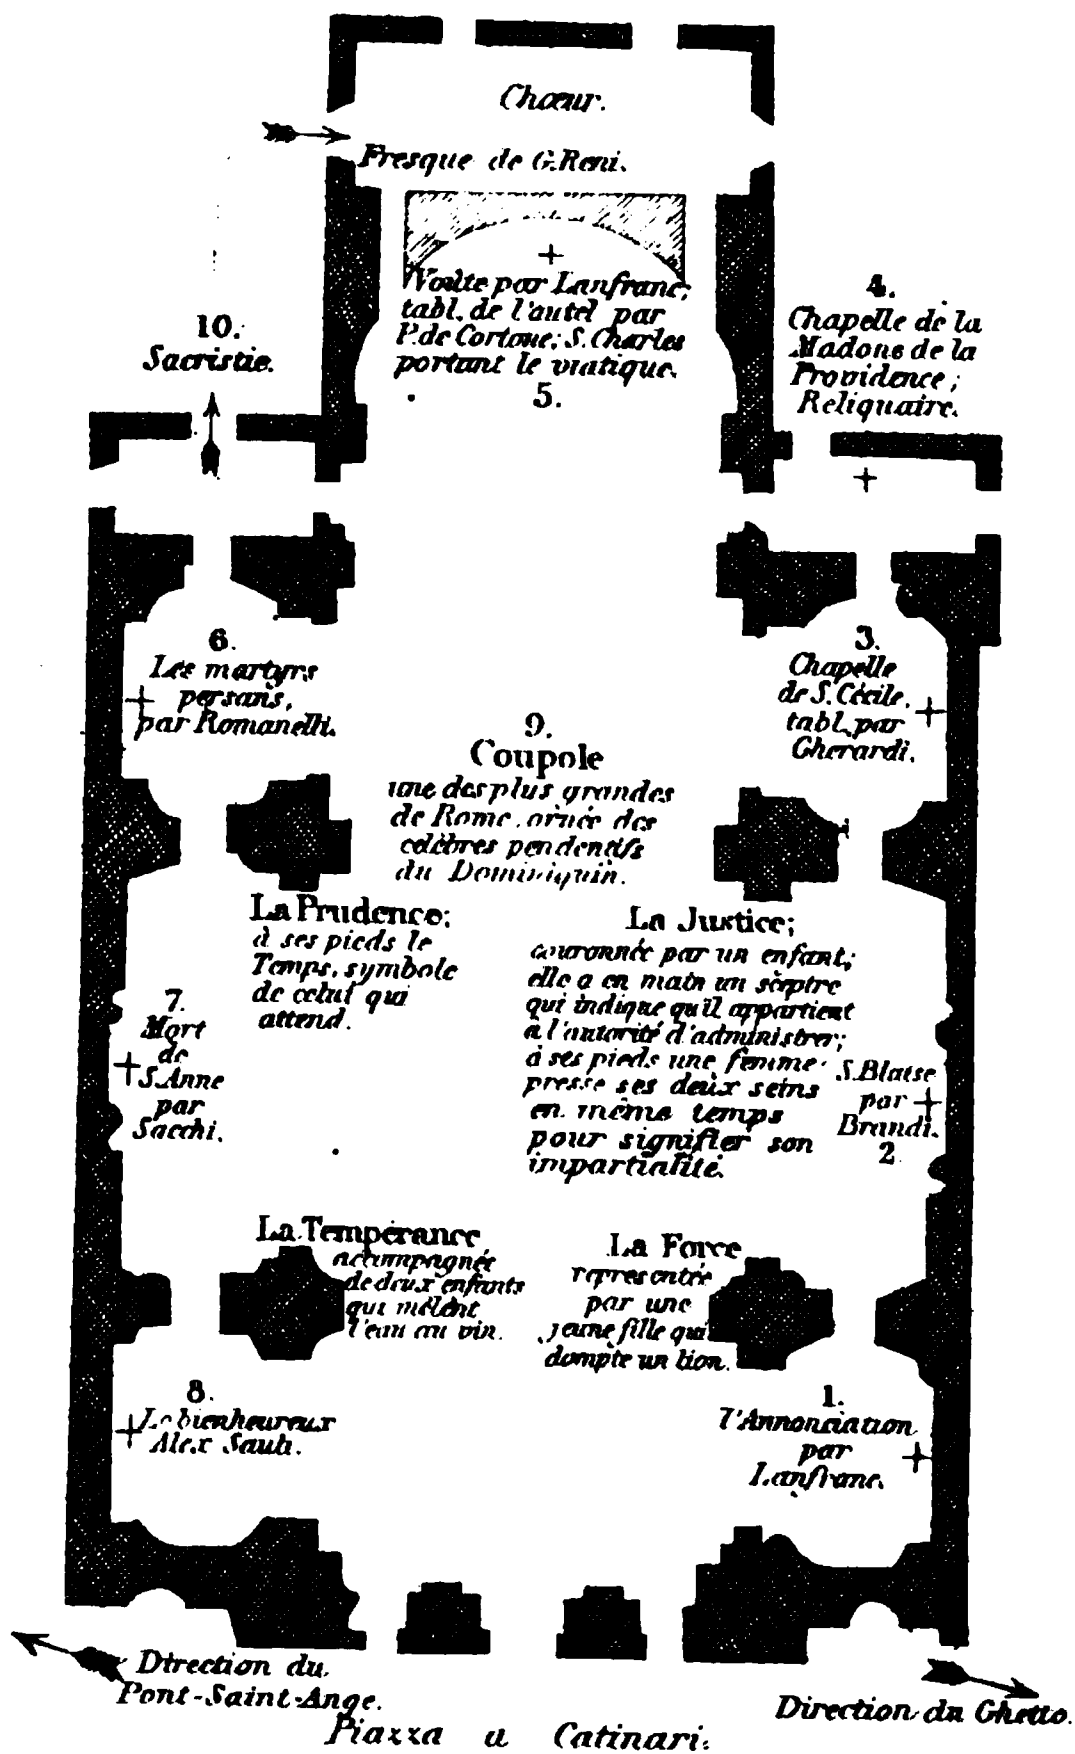 Chœur.
Fresque de G. Reni.
Voûte par Lanfranc;
tabl. de l'autel par
P. de Cortone; S. Charles
portant le viatique.
5.
4.
Chapelle de la
Madone de la
Providence;
Reliquaire.
10.
Sacristie.
6.
Les martyrs
persans,
par Romanelli.
3.
Chapelle
de S. Cécile.
tabl. par
Gherardi.
9.
Coupole
une des plus grandes
de Rome, ornée des
célèbres pendentifs
du Dominiquin.
La Prudence;
à ses pieds le
Temps, symbole
de celui qui
attend.
La Justice;
couronnée par un enfant;
elle a en main un sceptre
qui indique qu'il appartient
à l'autorité d'administrer;
à ses pieds une femme
presse ses deux seins
en même temps
pour signifier son
impartialité.
7.
Mort
de
S. Anne
par
Sacchi.
S. Blaise
par
Brandi.
2
La Tempérance
accompagnée
de deux enfants
qui mêlent
l'eau au vin.
La Force
representée
par une
jeune fille qui
dompte un lion.
8.
Le bienheureux
Alex Sauli.
1.
l'Annonciation
par
Lanfranc.
Direction du
Pont-Saint-Ange.
Direction du Ghetto.
Piazza a Catinari.